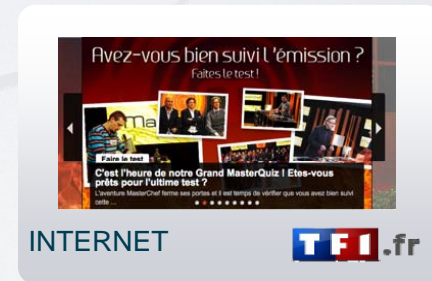 Avez-vous bien suivi l 'émission ?
Faites le test !
Ma
Faire le test
C'est l'heure de notre Grand MasterQuiz ! Etes-vous
prêts pour l'ultime test ?
L'aventure MasterChef ferme ses portes et il est temps de vérifier que vous avez bien suivi
cette ...
INTERNET
TF1.fr